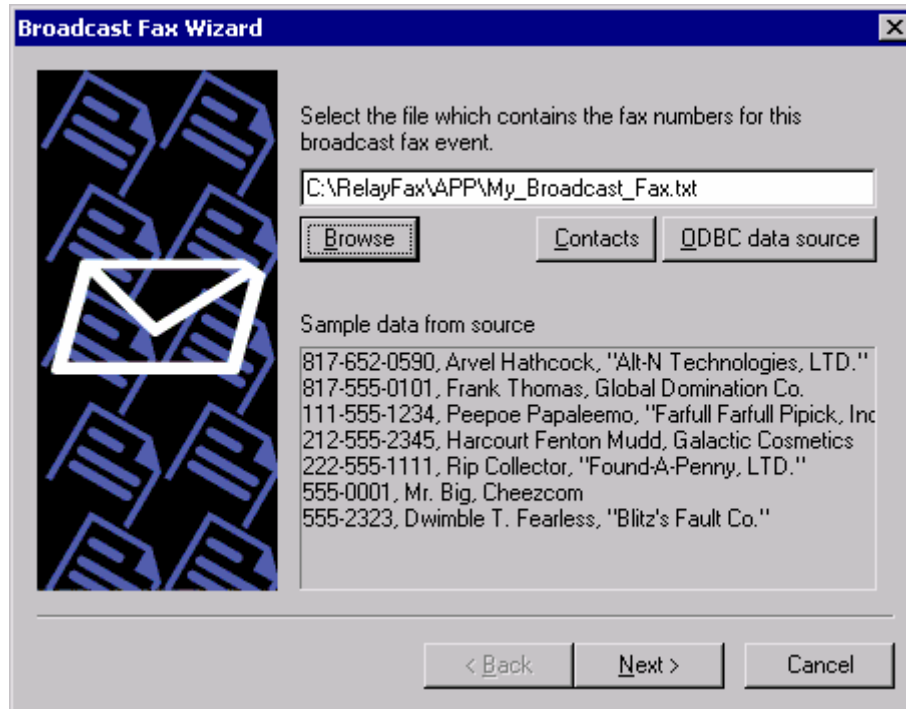 Broadcast Fax Wizard
Select the file which contains the fax numbers for this
broadcast fax event.
C:\RelayFax\APP\My_Broadcast_Fax.txt
Browse
Contacts
ODBC data source
Sample data from source
817-652-0590, Arvel Hathcock, "Alt-N Technologies, LTD."
817-555-0101, Frank Thomas, Global Domination Co.
111-555-1234, Peepoe Papaleemo, "Farfull Farfull Pipick, Inc
212-555-2345, Harcourt Fenton Mudd, Galactic Cosmetics
222-555-1111, Rip Collector, "Found-A-Penny, LTD."
555-0001, Mr. Big, Cheezcom
555-2323, Dwimble T. Fearless, "Blitz's Fault Co."
< Back
Next >
Cancel